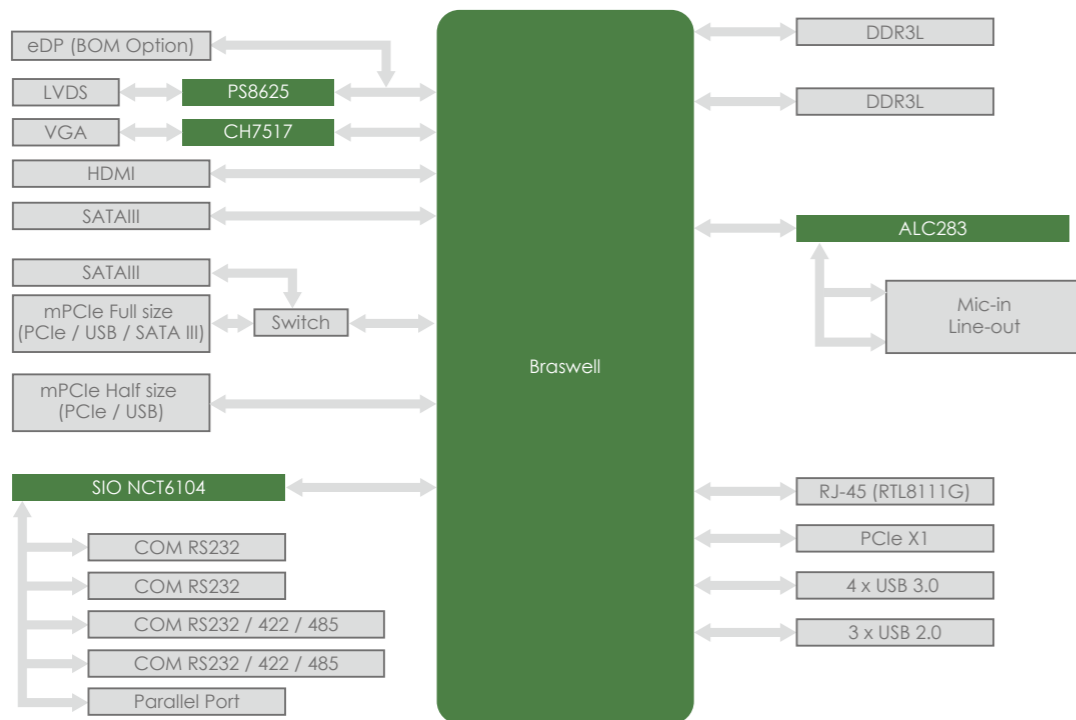 eDP (BOM Option)
LVDS
PS8625
VGA
CH7517
HDMI
SATAIII
SATAIII
mPCIe Full size
(PCIe / USB / SATA III)
Switch
mPCIe Half size
(PCIe / USB)
SIO NCT6104
COM RS232
COM RS232
COM RS232 / 422 / 485
COM RS232 / 422 / 485
Parallel Port
Braswell
DDR3L
DDR3L
ALC283
Mic-in
Line-out
RJ-45 (RTL8111G)
PCIe X1
4 x USB 3.0
3 x USB 2.0